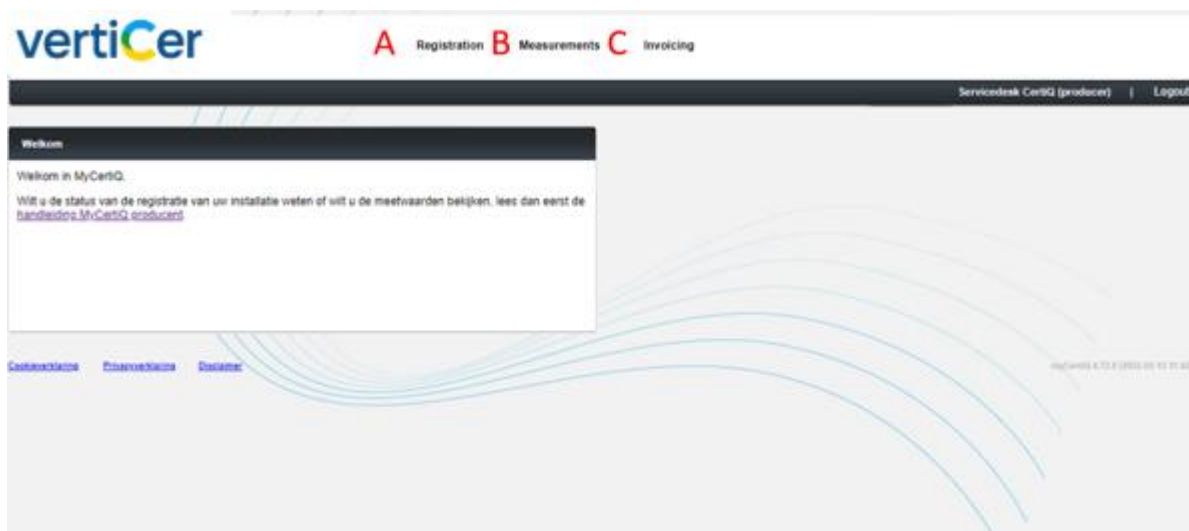 vertiCer
A Registration B Measurements C Invoicing
Servicedesk CertiQ (producer) | Logout
Welkom
Welkom in MyCertiQ.
Wilt u de status van de registratie van uw installatie weten of wilt u de meetwaarden bekijken, lees dan eerst de
handleiding MyCertiQ producent.
Cookieverklaring Privacyverklaring Disclaimer